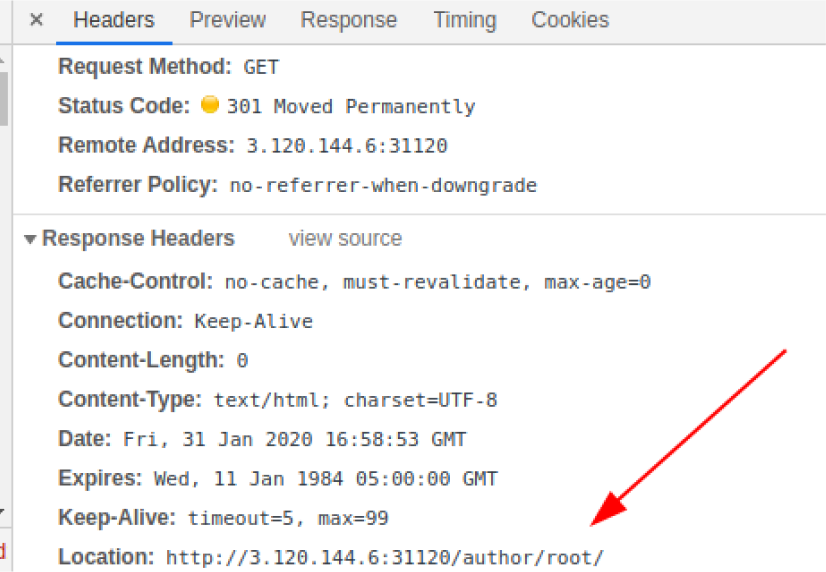 × Headers Preview Response Timing Cookies
Request Method: GET
Status Code: 301 Moved Permanently
Remote Address: 3.120.144.6:31120
Referrer Policy: no-referrer-when-downgrade
Response Headers view source
Cache-Control: no-cache, must-revalidate, max-age=0
Connection: Keep-Alive
Content-Length: 0
Content-Type: text/html; charset=UTF-8
Date: Fri, 31 Jan 2020 16:58:53 GMT
Expires: Wed, 11 Jan 1984 05:00:00 GMT
Keep-Alive: timeout=5, max=99
d
Location: http://3.120.144.6:31120/author/root/